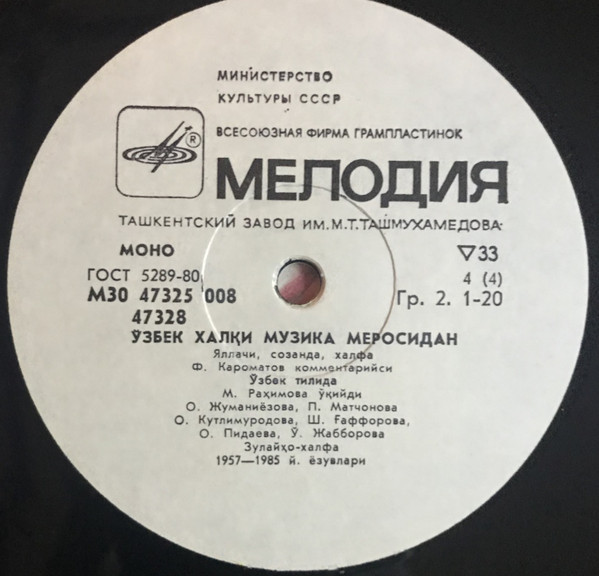 МИНИСТЕРСТВО
КУЛЬТУРЫ СССР
ВСЕСОЮЗНАЯ ФИРМА ГРАМПЛАСТИНОК
®
МЕЛОДИЯ
ТАШКЕНТСКИЙ ЗАВОД ИМ. М.Т.ТАШМУХАМЕДОВА
МОНО ▽33
ГОСТ 5289-80 4 (4)
М30 47325 008 Гр. 2. 1-20
47328
ЎЗБЕК ХАЛҚИ МУЗИКА МЕРОСИДАН
Яллачи, созанда, халфа
Ф. Кароматов комментарийси
Ўзбек тилида
М. Раҳимова ўқийди
О. Жуманиёзова, П. Матчонова
О. Кутлимуродова, Ш. Ғаффорова,
О. Пидаева, Ў. Жабборова
Зулайҳо-халфа
1957—1985 й. ёзувлари